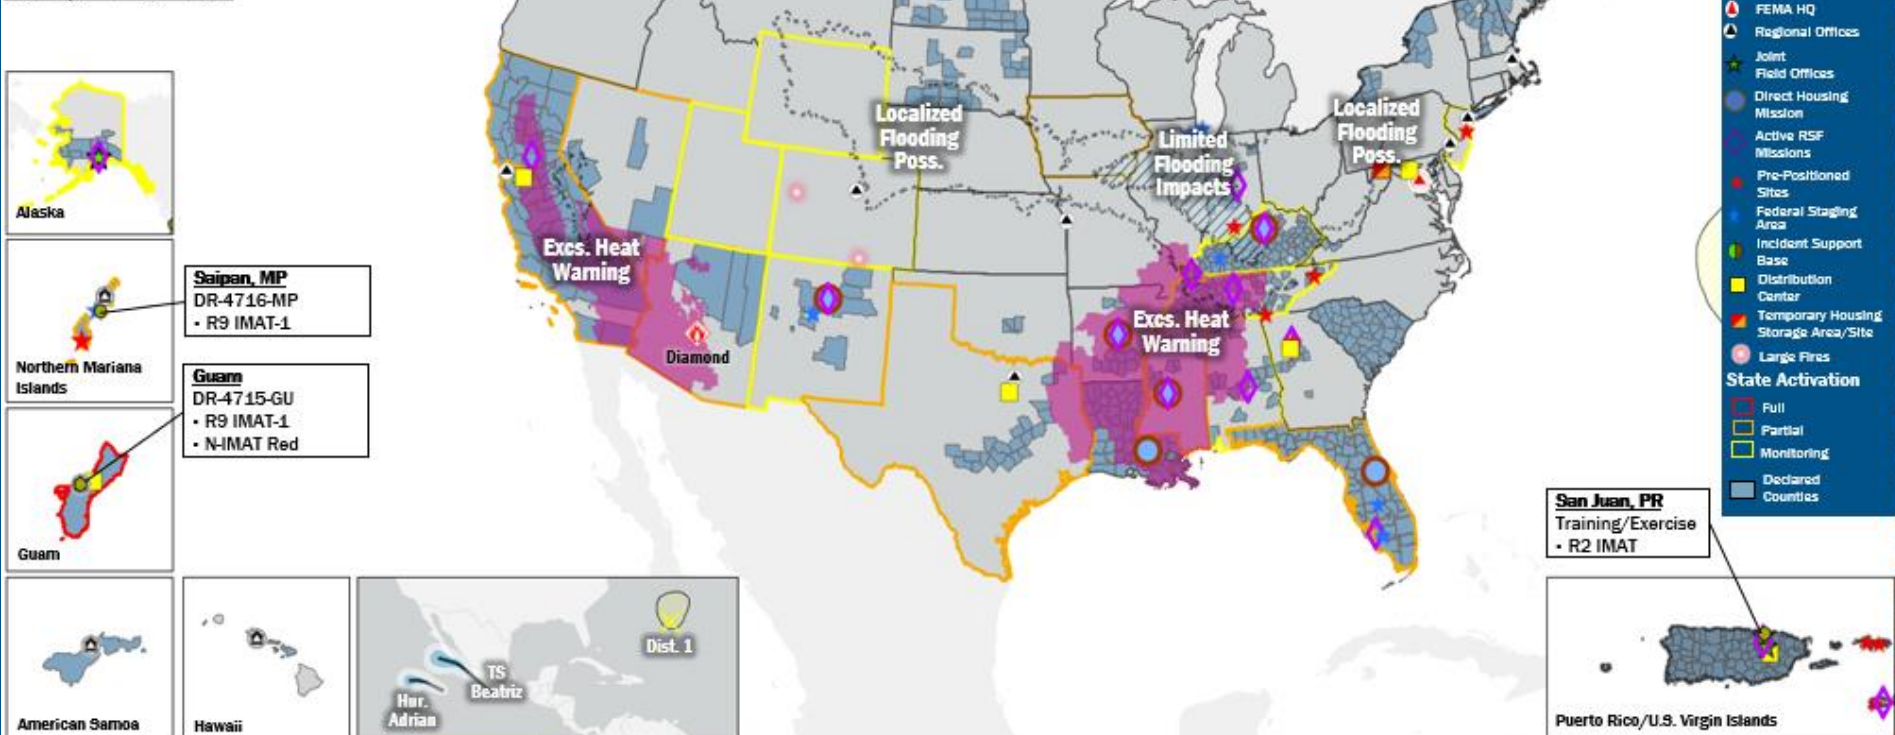 Alaska
Saipan, MP
DR-4716-MP
• R9 IMAT-1
Northern Mariana
Islands
Guam
DR-4715-GU
• R9 IMAT-1
• N-IMAT Red
Guam
American Samoa
Hawaii
Hur.
Adrian
TS
Beatriz
Dist. 1
Excs. Heat
Warning
Diamond
Localized
Flooding
Poss.
Limited
Flooding
Impacts
Localized
Flooding
Poss.
Excs. Heat
Warning
San Juan, PR
Training/Exercise
• R2 IMAT
Puerto Rico/U.S. Virgin Islands
FEMA HQ
Regional Offices
Joint
Field Offices
Direct Housing
Mission
Active RSF
Missions
Pre-Positioned
Sites
Federal Staging
Area
Incident Support
Base
Distribution
Center
Temporary Housing
Storage Area/Site
Large Fires
State Activation
Full
Partial
Monitoring
Declared
Counties